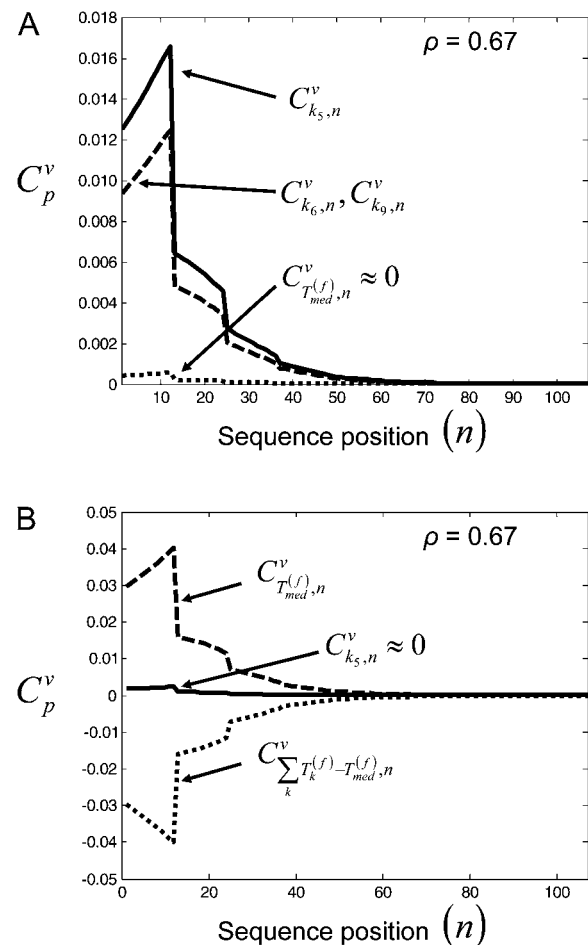 A
ρ = 0.67
0.018
0.016
0.014
0.012
0.010
0.008
0.006
0.004
0.002
0
C^v_p
C^v_{k_5,n}
C^v_{k_6,n}, C^v_{k_9,n}
C^v_{T^{(f)}_{med},n} ≈ 0
10 20 30 40 50 60 70 80 90 100
Sequence position (n)
B
ρ = 0.67
0.05
0.04
0.03
0.02
0.01
0
-0.01
-0.02
-0.03
-0.04
-0.05
C^v_p
C^v_{T^{(f)}_{med},n}
C^v_{k_5,n} ≈ 0
C^v_{\sum_k T^{(f)}_k - T^{(f)}_{med},n}
0 20 40 60 80 100
Sequence position (n)